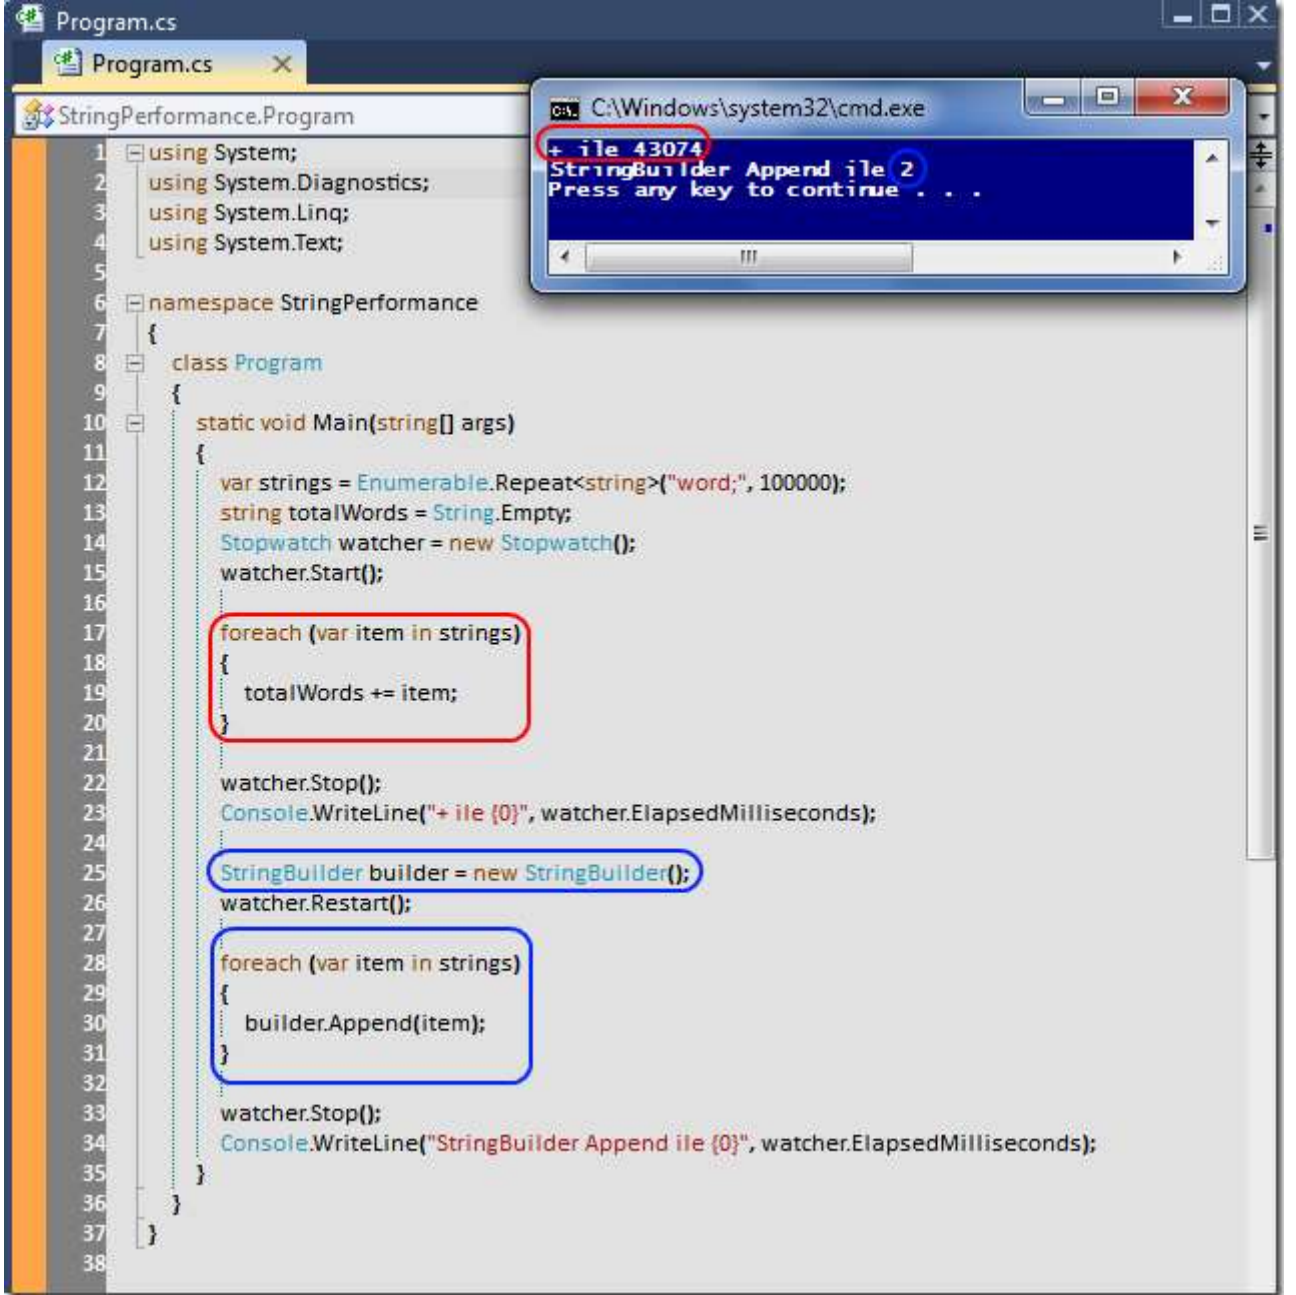 Program.cs
Program.cs
StringPerformance.Program
C:\Windows\system32\cmd.exe
+ ile 43074
StringBuilder Append ile 2
Press any key to continue . . .
1 using System;
2 using System.Diagnostics;
3 using System.Linq;
4 using System.Text;
5
6 namespace StringPerformance
7 {
8 class Program
9 {
10 static void Main(string[] args)
11 {
12 var strings = Enumerable.Repeat<string>("word;", 100000);
13 string totalWords = String.Empty;
14 Stopwatch watcher = new Stopwatch();
15 watcher.Start();
16
17 foreach (var item in strings)
18 {
19 totalWords += item;
20 }
21
22 watcher.Stop();
23 Console.WriteLine("+ ile {0}", watcher.ElapsedMilliseconds);
24
25 StringBuilder builder = new StringBuilder();
26 watcher.Restart();
27
28 foreach (var item in strings)
29 {
30 builder.Append(item);
31 }
32
33 watcher.Stop();
34 Console.WriteLine("StringBuilder Append ile {0}", watcher.ElapsedMilliseconds);
35 }
36 }
37 }
38